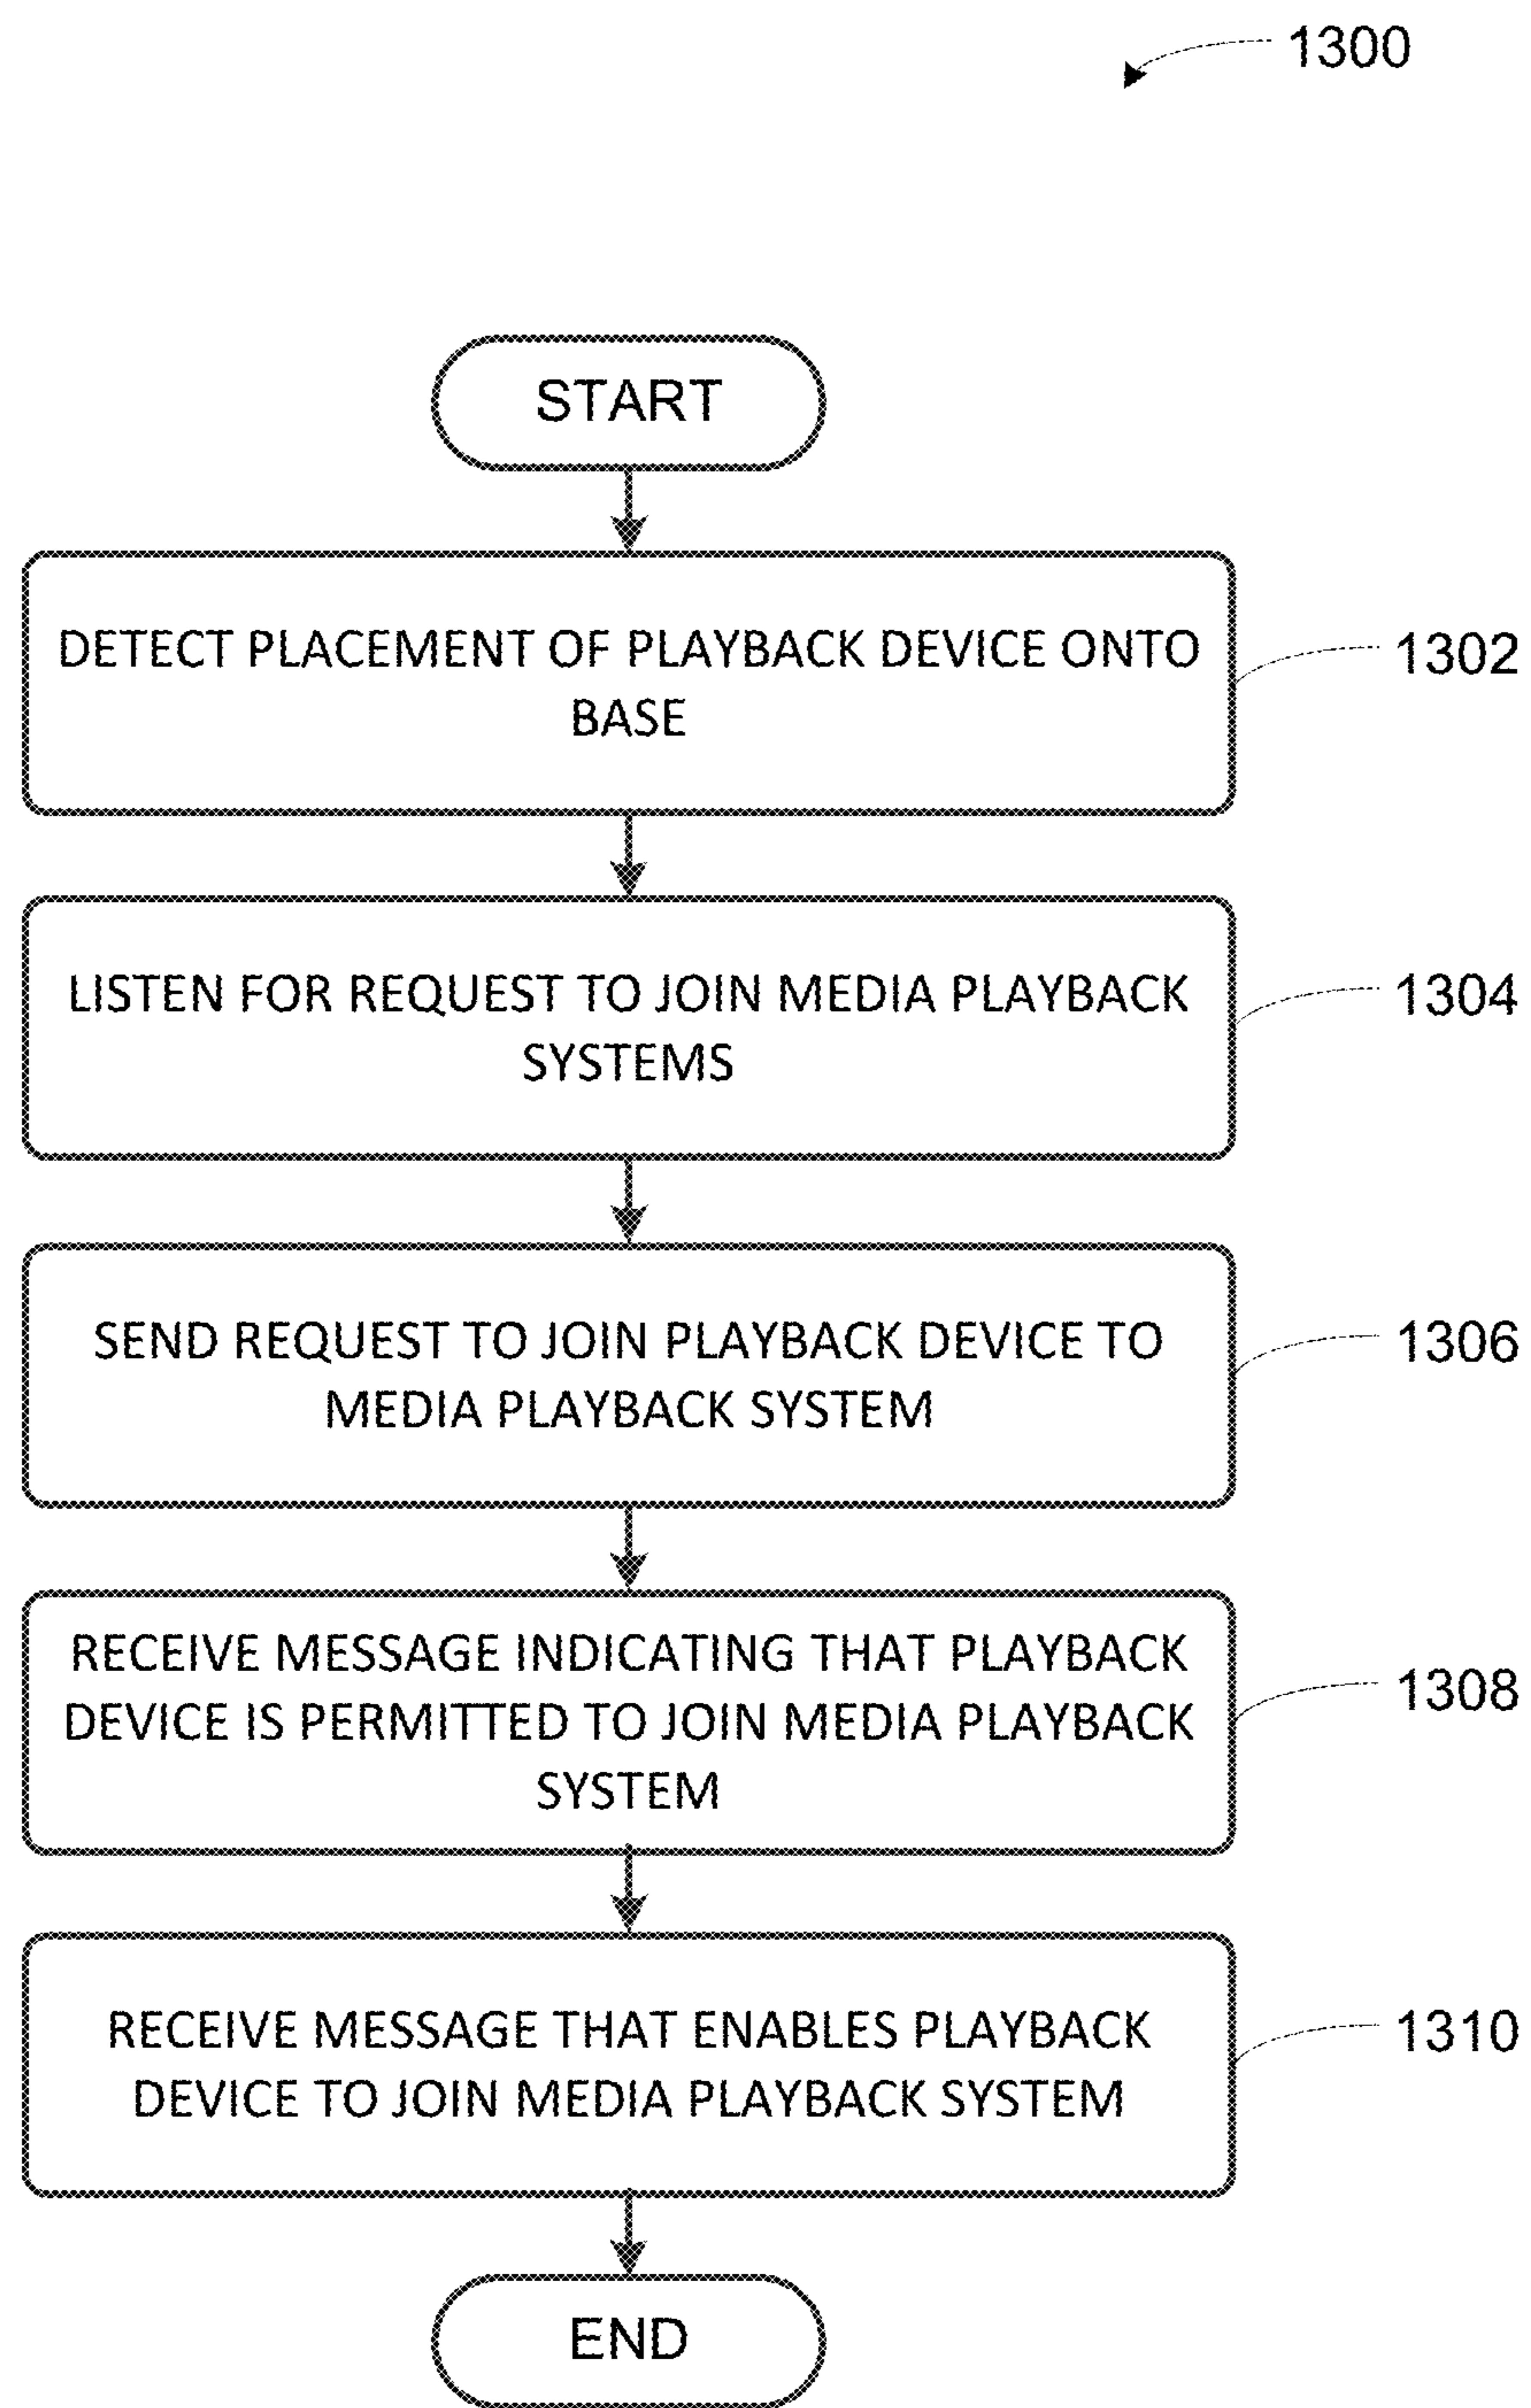 1300
START
DETECT PLACEMENT OF PLAYBACK DEVICE ONTO
BASE
1302
LISTEN FOR REQUEST TO JOIN MEDIA PLAYBACK
SYSTEMS
1304
SEND REQUEST TO JOIN PLAYBACK DEVICE TO
MEDIA PLAYBACK SYSTEM
1306
RECEIVE MESSAGE INDICATING THAT PLAYBACK
DEVICE IS PERMITTED TO JOIN MEDIA PLAYBACK
SYSTEM
1308
RECEIVE MESSAGE THAT ENABLES PLAYBACK
DEVICE TO JOIN MEDIA PLAYBACK SYSTEM
1310
END